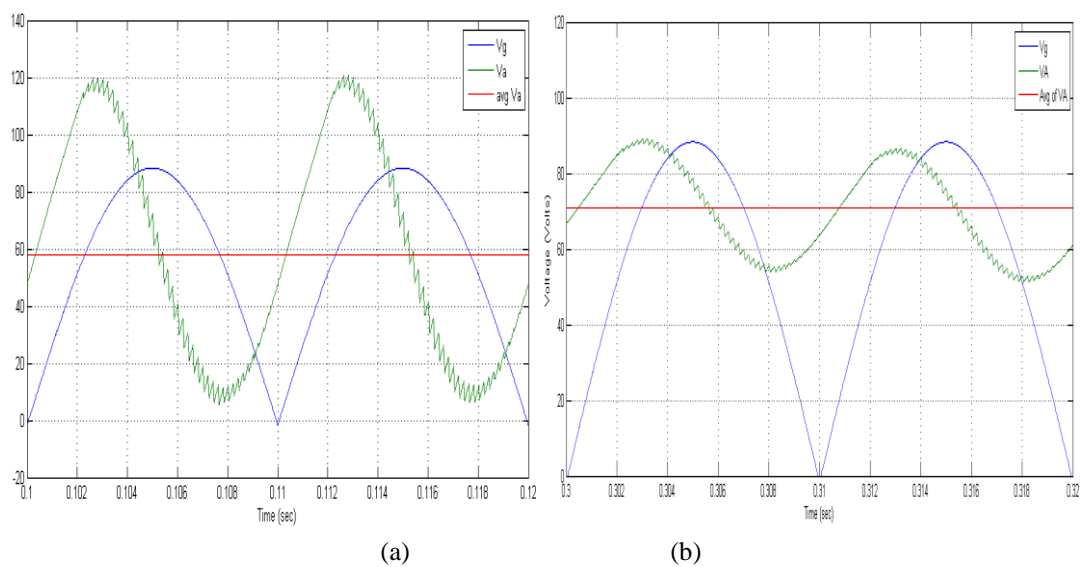 140
120
100
80
60
40
20
0
-20
0.1 0.102 0.104 0.106 0.108 0.11 0.112 0.114 0.116 0.118 0.12
Time (sec)
Vg
Va
avg Va
(a)
120
100
80
60
40
20
0
Voltage (Volts)
0.3 0.302 0.304 0.306 0.308 0.31 0.312 0.314 0.316 0.318 0.32
Time (sec)
Vg
VA
Avg of VA
(b)